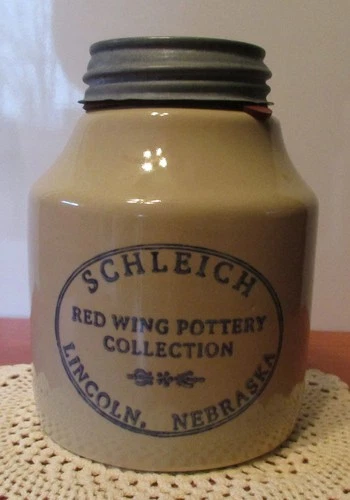 SCHLEICH
RED WING POTTERY
COLLECTION
LINCOLN, NEBRASKA